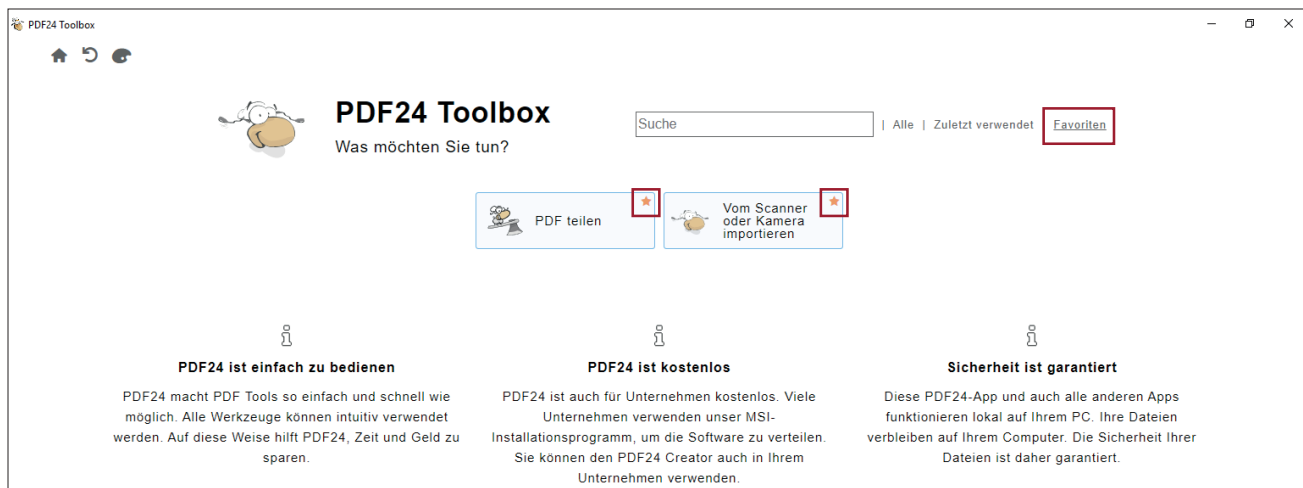 PDF24 Toolbox
PDF24 Toolbox
Was möchten Sie tun?
Suche
| Alle | Zuletzt verwendet Favoriten
PDF teilen
Vom Scanner
oder Kamera
importieren
PDF24 ist einfach zu bedienen
PDF24 macht PDF Tools so einfach und schnell wie
möglich. Alle Werkzeuge können intuitiv verwendet
werden. Auf diese Weise hilft PDF24, Zeit und Geld zu
sparen.
PDF24 ist kostenlos
PDF24 ist auch für Unternehmen kostenlos. Viele
Unternehmen verwenden unser MSI-
Installationsprogramm, um die Software zu verteilen.
Sie können den PDF24 Creator auch in Ihrem
Unternehmen verwenden.
Sicherheit ist garantiert
Diese PDF24-App und auch alle anderen Apps
funktionieren lokal auf Ihrem PC. Ihre Dateien
verbleiben auf Ihrem Computer. Die Sicherheit Ihrer
Dateien ist daher garantiert.